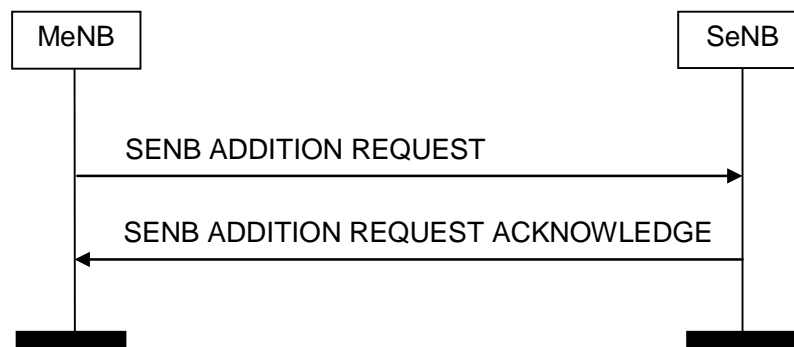 MeNB
SeNB
SENB ADDITION REQUEST
SENB ADDITION REQUEST ACKNOWLEDGE